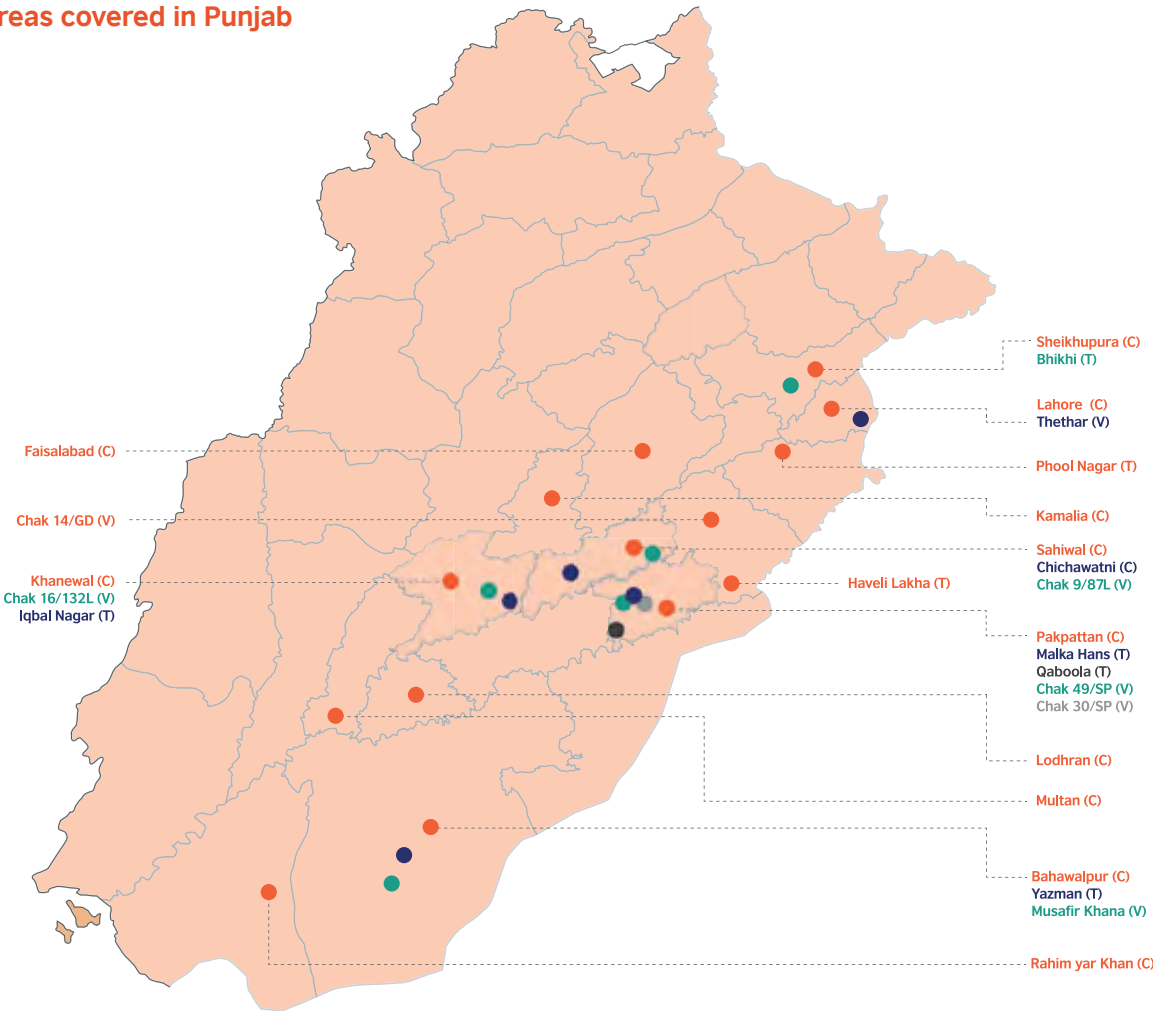 reas covered in Punjab
Faisalabad (C)
Chak 14/GD (V)
Khanewal (C)
Chak 16/132L (V)
Iqbal Nagar (T)
Sheikhupura (C)
Bhikhi (T)
Lahore (C)
Thethar (V)
Phool Nagar (T)
Kamalia (C)
Sahiwal (C)
Chichawatni (C)
Chak 9/87L (V)
Haveli Lakha (T)
Pakpattan (C)
Malka Hans (T)
Qaboola (T)
Chak 49/SP (V)
Chak 30/SP (V)
Lodhran (C)
Multan (C)
Bahawalpur (C)
Yazman (T)
Musafir Khana (V)
Rahim yar Khan (C)